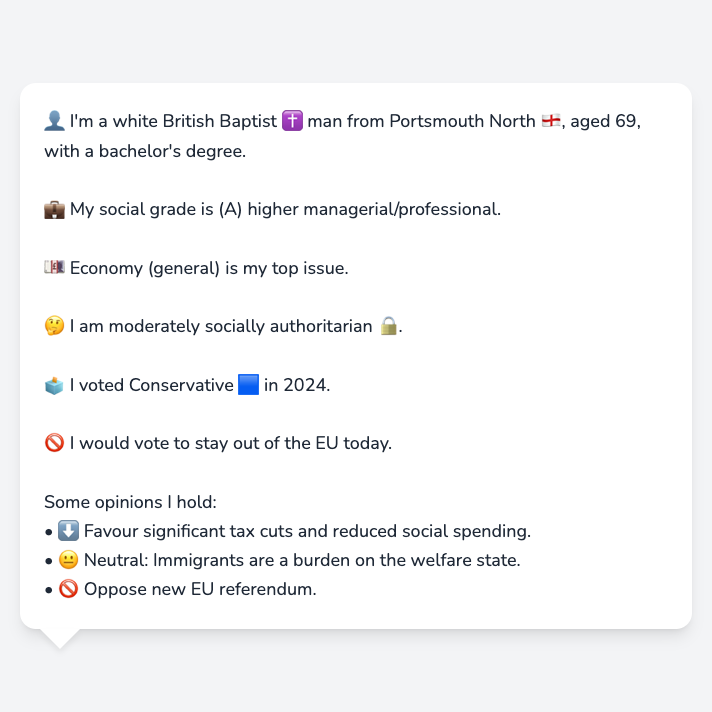 👤 I'm a white British Baptist ✝️ man from Portsmouth North 🏴󠁧󠁢󠁥󠁮󠁧󠁿, aged 69,
with a bachelor's degree.
💼 My social grade is (A) higher managerial/professional.
💷 Economy (general) is my top issue.
🤔 I am moderately socially authoritarian 🔒.
🗳️ I voted Conservative 🟦 in 2024.
🚫 I would vote to stay out of the EU today.
Some opinions I hold:
• ⬇️ Favour significant tax cuts and reduced social spending.
• 😐 Neutral: Immigrants are a burden on the welfare state.
• 🚫 Oppose new EU referendum.